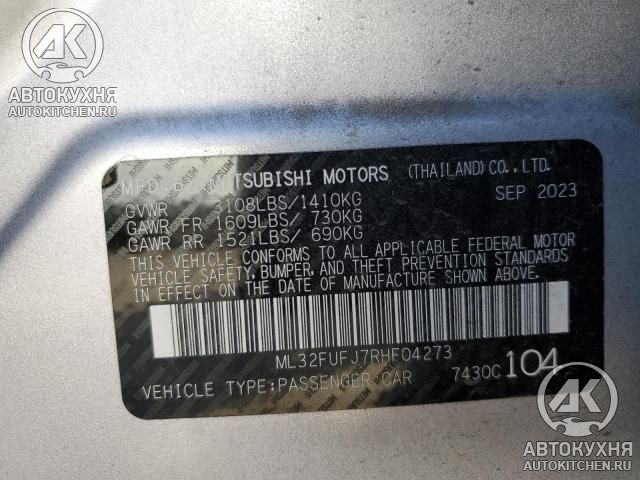 AK
АВТОКУХНЯ
AUTOKITCHEN.RU
MFD. BY MITSUBISHI MOTORS (THAILAND) CO., LTD.
GVWR 3108LBS/1410KG SEP 2023
GAWR FR 1609LBS/ 730KG
GAWR RR 1521LBS/ 690KG
THIS VEHICLE CONFORMS TO ALL APPLICABLE FEDERAL MOTOR
VEHICLE SAFETY, BUMPER, AND THEFT PREVENTION STANDARDS
IN EFFECT ON THE DATE OF MANUFACTURE SHOWN ABOVE.
ML32FUFJ7RHF04273
VEHICLE TYPE:PASSENGER CAR 7430C 104
AK
АВТОКУХНЯ
AUTOKITCHEN.RU